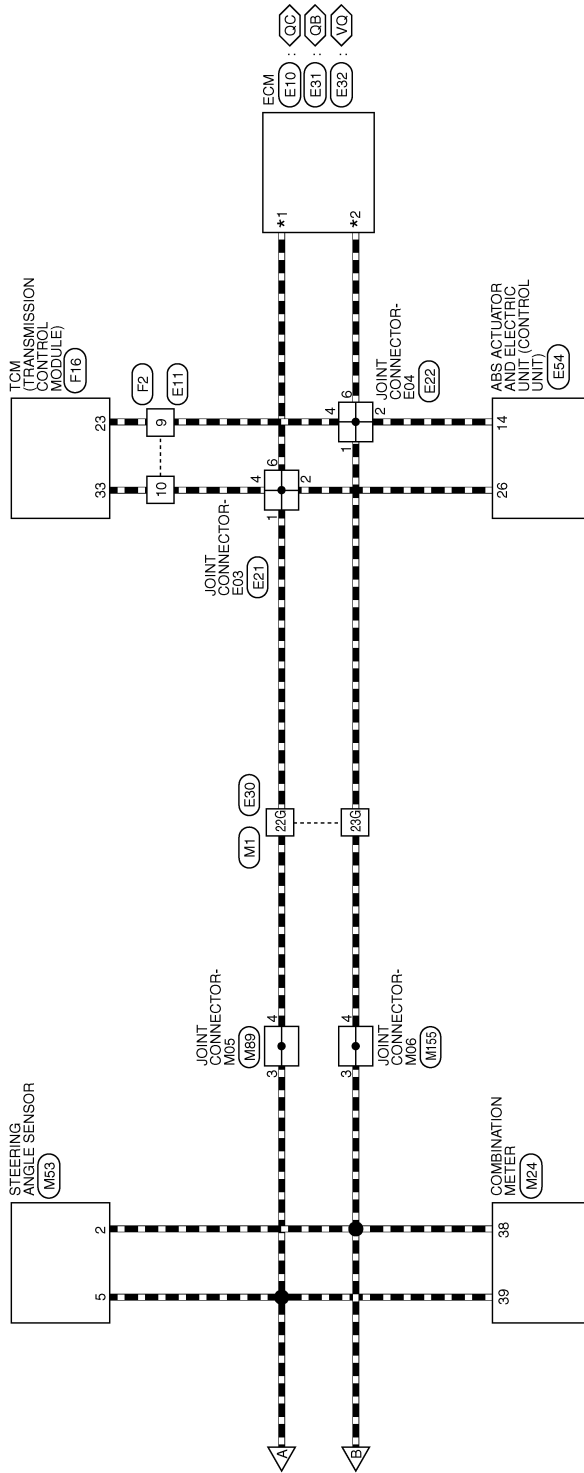 STEERING
ANGLE SENSOR
M53
5
2
A
B
39
38
COMBINATION
METER
M24
JOINT
CONNECTOR-
M05
M89
3
4
3
4
JOINT
CONNECTOR-
M06
M155
M1
E30
22G
23G
TCM
(TRANSMISSION
CONTROL
MODULE)
F16
33
23
10
9
F2
E11
JOINT
CONNECTOR-
E03
E21
1
4
6
2
1
4
6
2
JOINT
CONNECTOR-
E04
E22
26
14
ABS ACTUATOR
AND ELECTRIC
UNIT (CONTROL
UNIT)
E54
ECM
E10 : QC
E31 : QB
E32 : VQ
*1
*2